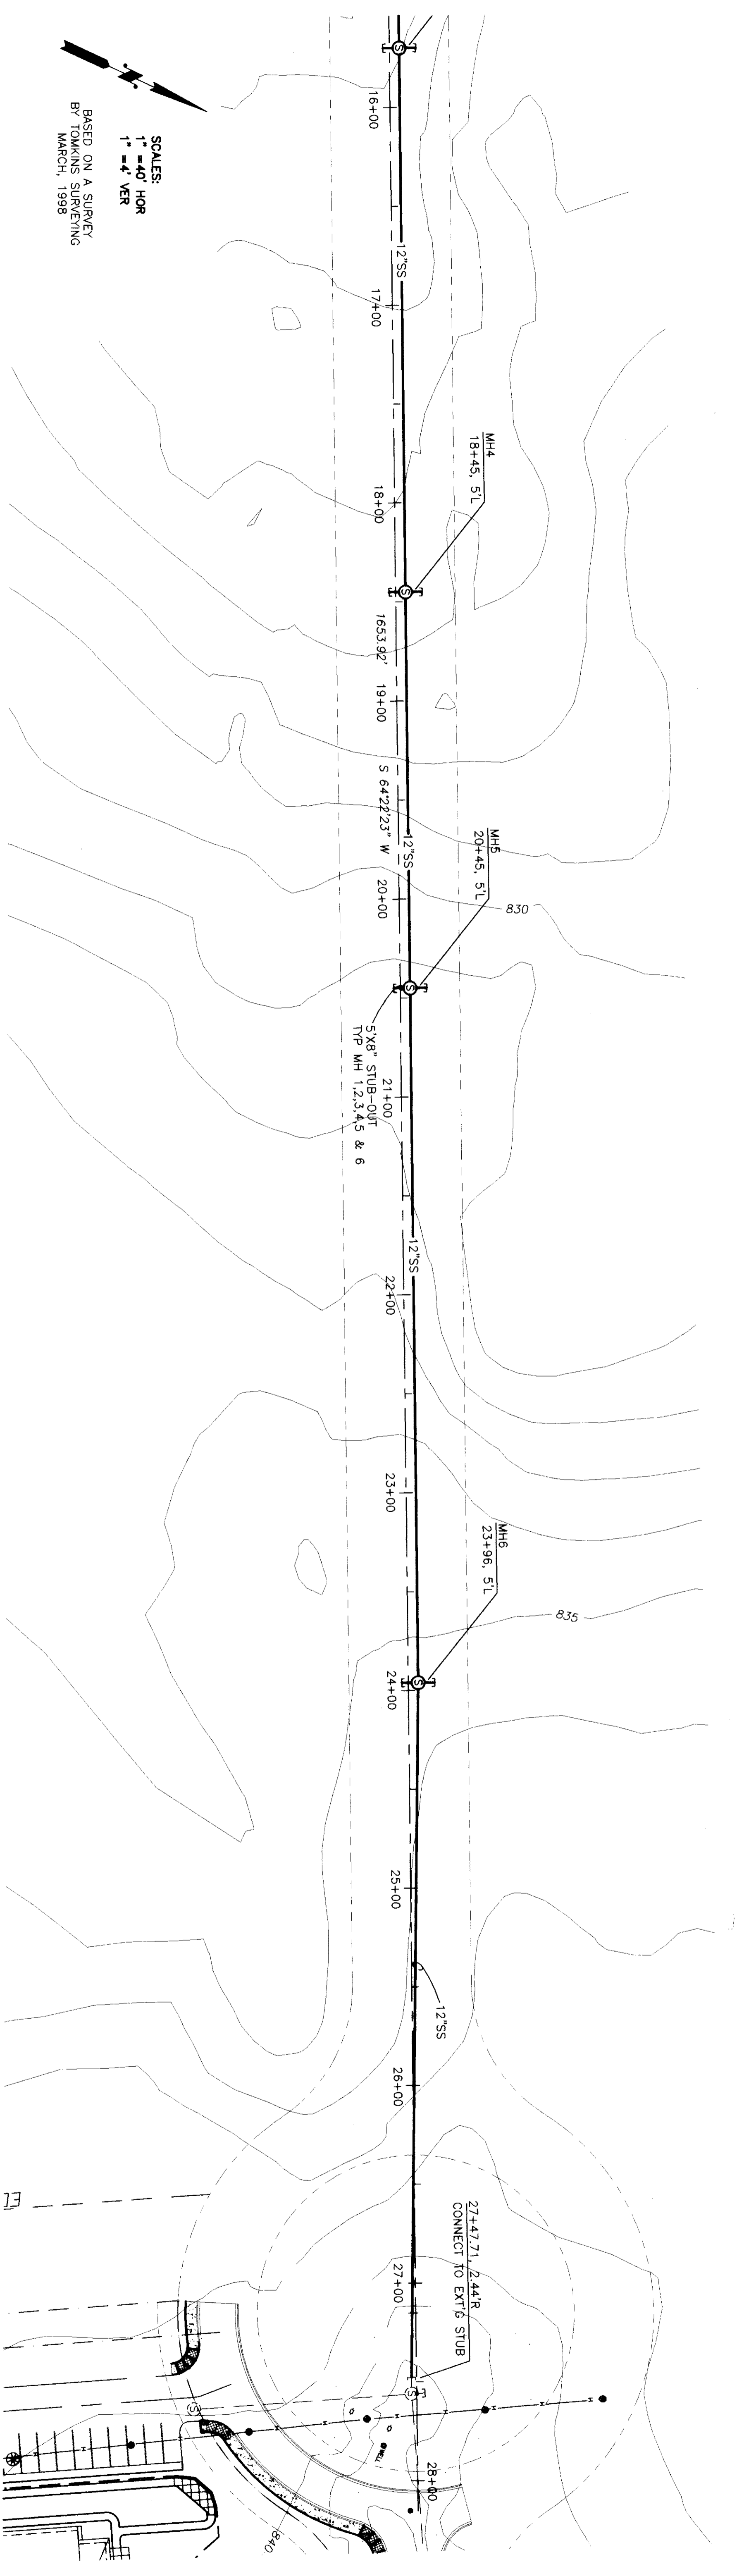 SCALES:
1" =40' HOR
1" =4' VER
BASED ON A SURVEY
BY TOMKINS SURVEYING
MARCH, 1998
S
16+00
12"SS
17+00
MH4
18+45, 5'L
18+00
S
1653.92'
19+00
S 64°22'23" W
12"SS
MH5
20+45, 5'L
20+00
830
S
5'X8" STUB-OUT
TYP MH 1,2,3,4,5 & 6
21+00
12"SS
22+00
23+00
MH6
23+96, 5'L
835
S
24+00
25+00
12"SS
26+00
27+47.71, 2.44'R
CONNECT TO EXT'G STUB
27+00
S
S
28+00
840